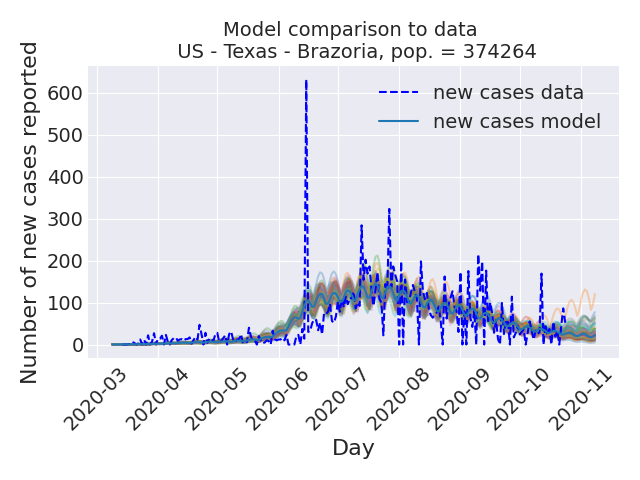 Model comparison to data
US - Texas - Brazoria, pop. = 374264
Number of new cases reported
600
500
400
300
200
100
0
new cases data
new cases model
2020-03
2020-04
2020-05
2020-06
2020-07
2020-08
2020-09
2020-10
2020-11
Day